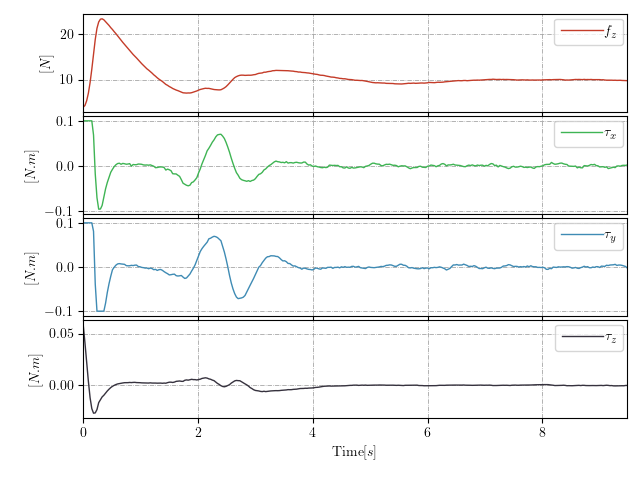 20
10
[N]
f_z
0.1
0.0
−0.1
[N.m]
τ_x
0.1
0.0
−0.1
[N.m]
τ_y
0.05
0.00
[N.m]
τ_z
0 2 4 6 8
Time[s]